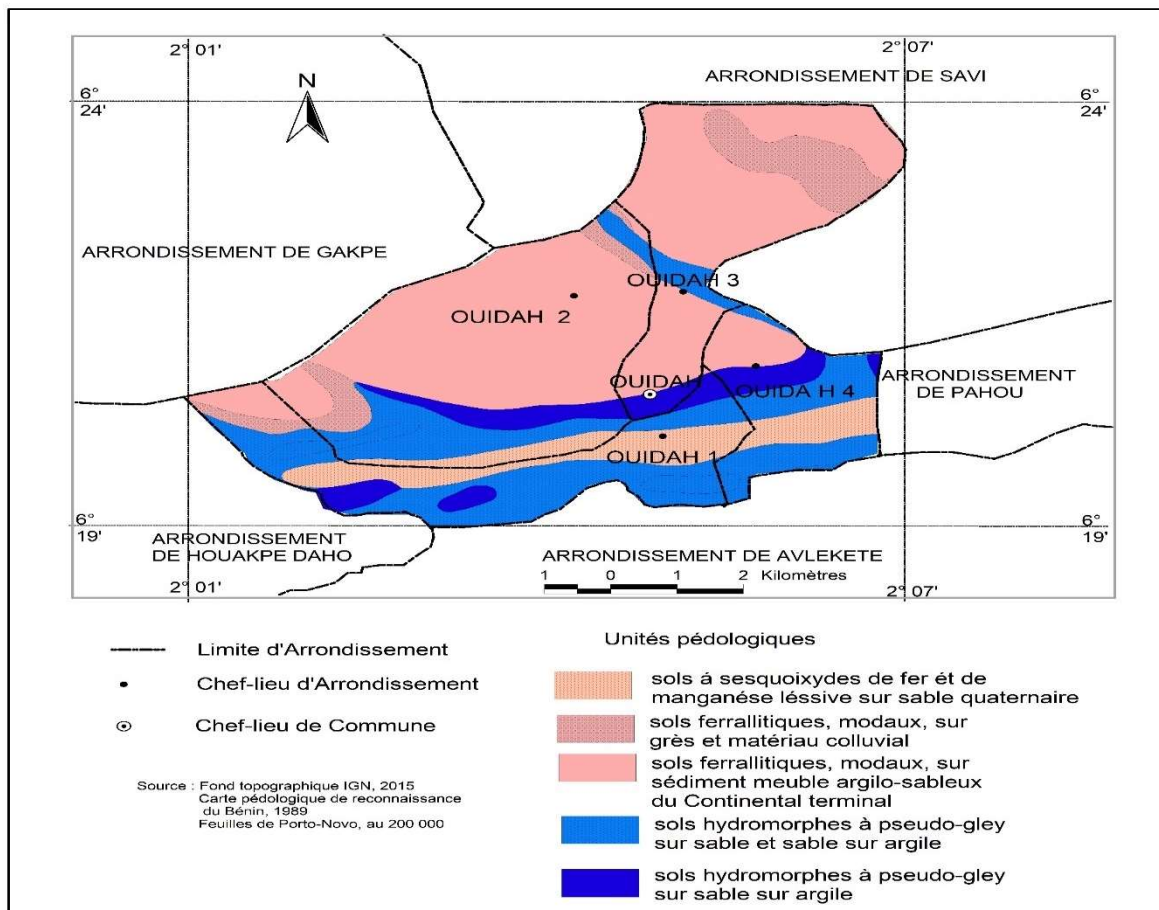 2° 01'
2° 07'
ARRONDISSEMENT DE SAVI
6°
24'
6°
24'
N
ARRONDISSEMENT DE GAKPE
OUIDAH 3
OUIDAH 2
OUIDAH
OUIDA H 4
ARRONDISSEMENT
DE PAHOU
OUIDAH 1
6°
19'
6°
19'
ARRONDISSEMENT
DE HOUAKPE DAHO
ARRONDISSEMENT DE AVLEKETE
1 0 1 2 Kilomètres
2° 01'
2° 07'
Limite d'Arrondissement
Chef-lieu d'Arrondissement
Chef-lieu de Commune
Source : Fond topographique IGN, 2015
Carte pédologique de reconnaissance
du Bénin, 1989
Feuilles de Porto-Novo, au 200 000
Unités pédologiques
sols á sesquoixydes de fer ét de
manganése léssive sur sable quaternaire
sols ferrallitiques, modaux, sur
grès et matériau colluvial
sols ferrallitiques, modaux, sur
sédiment meuble argilo-sableux
du Continental terminal
sols hydromorphes à pseudo-gley
sur sable et sable sur argile
sols hydromorphes à pseudo-gley
sur sable sur argile